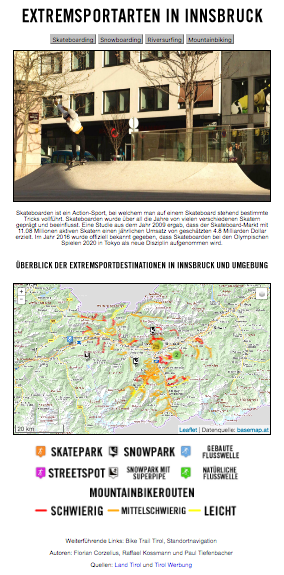 EXTREMSPORTARTEN IN INNSBRUCK
Skateboarding Snowboarding Riversurfing Mountainbiking
Skateboarden ist ein Action-Sport, bei welchem man auf einem Skateboard stehend bestimmte
Tricks vollführt. Skateboarden wurde über all die Jahre von vielen verschiedenen Skatern
geprägt und beeinflusst. Eine Studie aus dem Jahr 2009 ergab, dass der Skateboard-Markt mit
11.08 Millionen aktiven Skatern einen jährlichen Umsatz von geschätzten 4.8 Milliarden Dollar
erzielt. Im Jahr 2016 wurde offiziell bekannt gegeben, dass Skateboarden bei den Olympischen
Spielen 2020 in Tokyo als neue Disziplin aufgenommen wird.
ÜBERBLICK DER EXTREMSPORTDESTINATIONEN IN INNSBRUCK UND UMGEBUNG
+
-
20 km
Leaflet | Datenquelle: basemap.at
SKATEPARK SNOWPARK GEBAUTE FLUSSWELLE
STREETSPOT SNOWPARK MIT SUPERPIPE NATÜRLICHE FLUSSWELLE
MOUNTAINBIKEROUTEN
SCHWIERIG MITTELSCHWIERIG LEICHT
Weiterführende Links: Bike Trail Tirol, Standortnavigation
Autoren: Florian Corzelius, Raffael Kossmann und Paul Tiefenbacher
Quellen: Land Tirol und Tirol Werbung